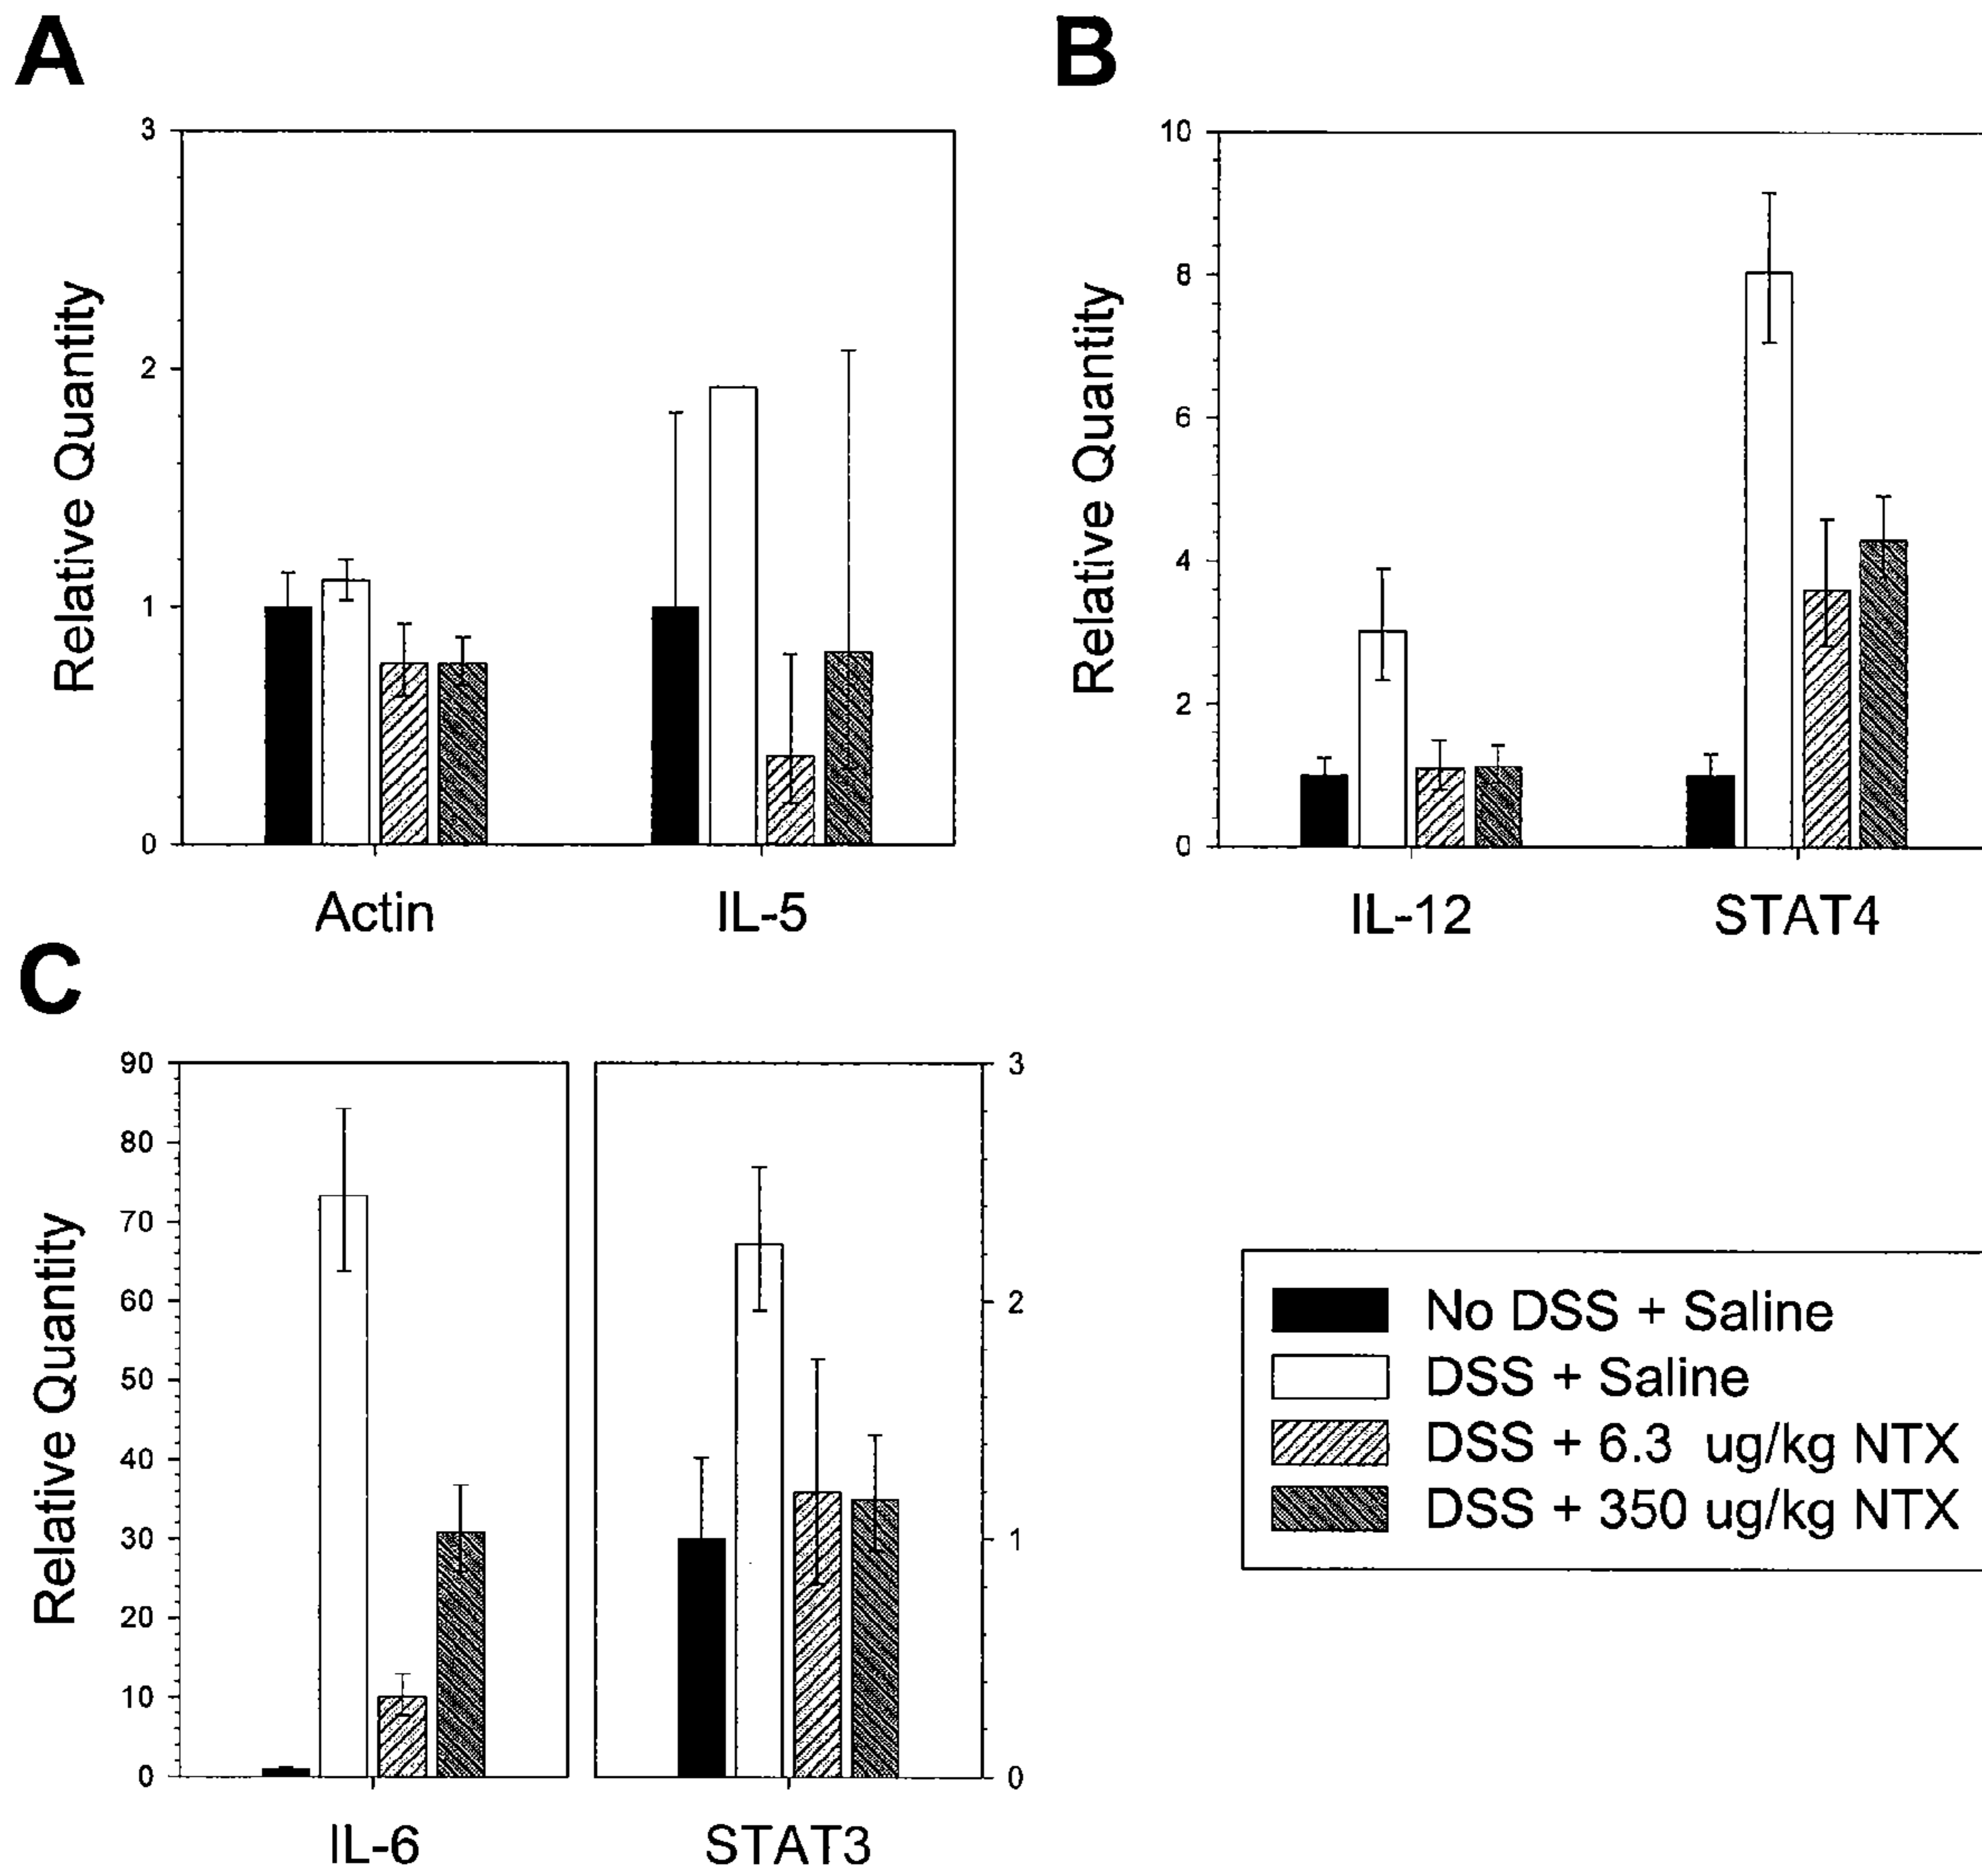 A
Relative Quantity
3
2
1
0
Actin
IL-5
B
Relative Quantity
10
8
6
4
2
0
IL-12
STAT4
C
Relative Quantity
90
80
70
60
50
40
30
20
10
0
IL-6
3
2
1
0
STAT3
No DSS + Saline
DSS + Saline
DSS + 6.3 ug/kg NTX
DSS + 350 ug/kg NTX